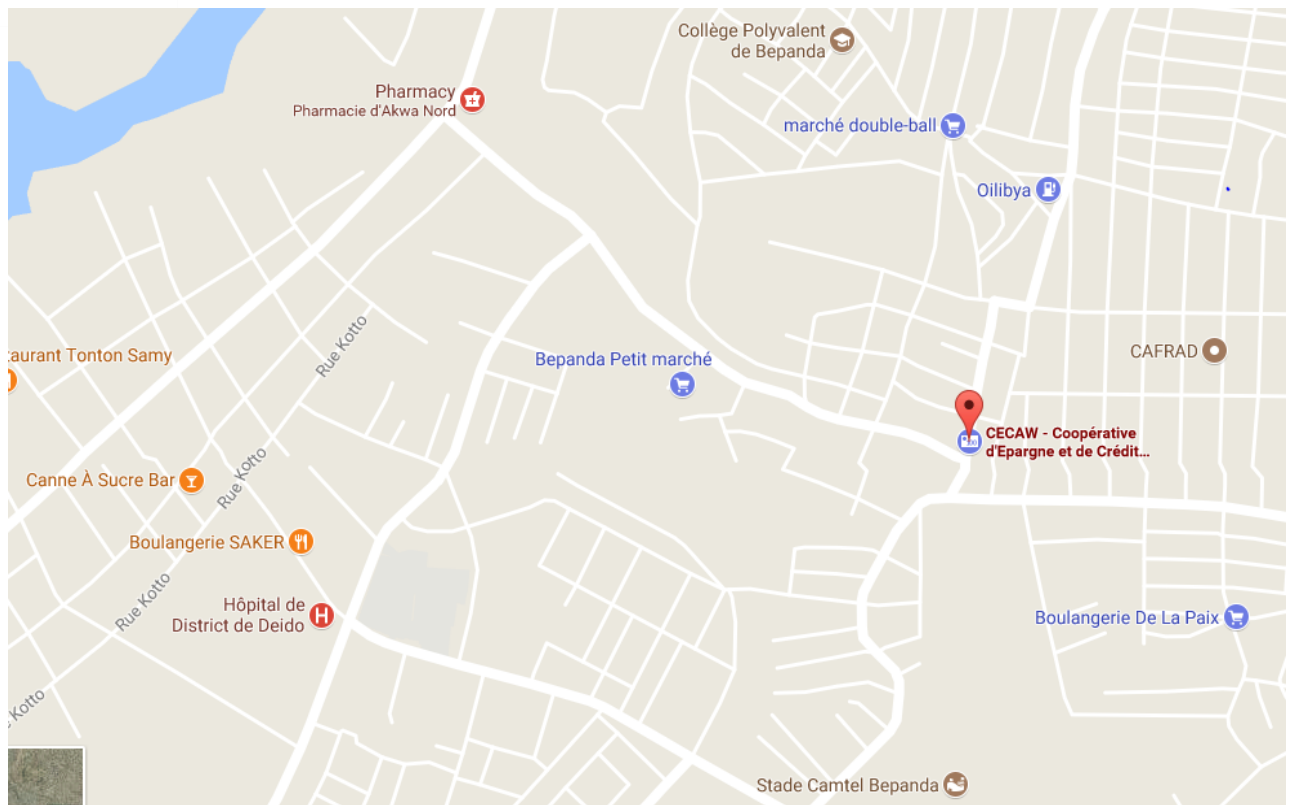 Collège Polyvalent
de Bepanda
Pharmacy
Pharmacie d'Akwa Nord
marché double-ball
Oilibya
Rue Kotto
taurant Tonton Samy
Bepanda Petit marché
CAFRAD
CECAW - Coopérative
d'Epargne et de Crédit...
Rue Kotto
Canne À Sucre Bar
Boulangerie SAKER
Rue Kotto
Hôpital de
District de Deido
Boulangerie De La Paix
Kotto
Stade Camtel Bepanda